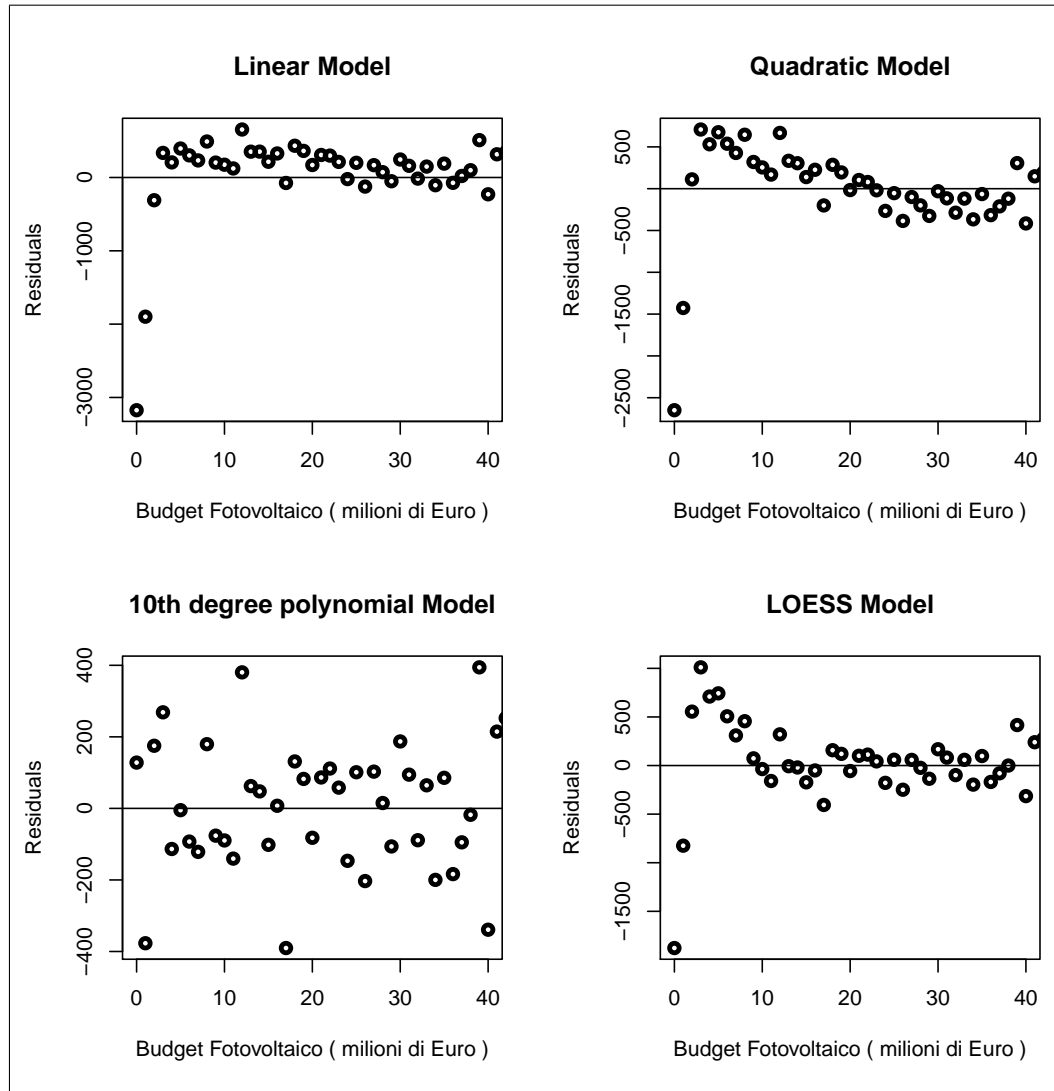 Linear Model
Residuals
0
−1000
−3000
0 10 20 30 40
Budget Fotovoltaico ( milioni di Euro )
Quadratic Model
Residuals
500
−500
−1500
−2500
0 10 20 30 40
Budget Fotovoltaico ( milioni di Euro )
10th degree polynomial Model
Residuals
400
200
0
−200
−400
0 10 20 30 40
Budget Fotovoltaico ( milioni di Euro )
LOESS Model
Residuals
500
0
−500
−1500
0 10 20 30 40
Budget Fotovoltaico ( milioni di Euro )